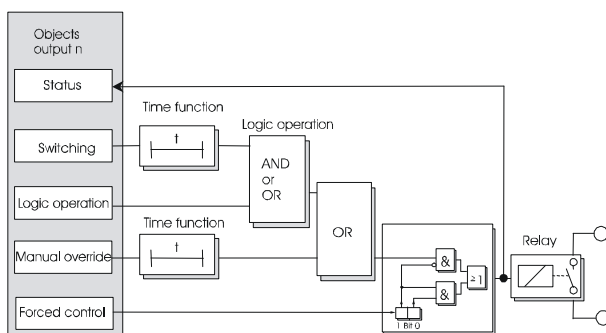 Objects
output n
Status
Time function
t
Switching
Logic operation
AND
or
OR
Logic operation
Time function
t
Manual override
OR
&
≥1
&
Relay
Forced control
1 Bit 0